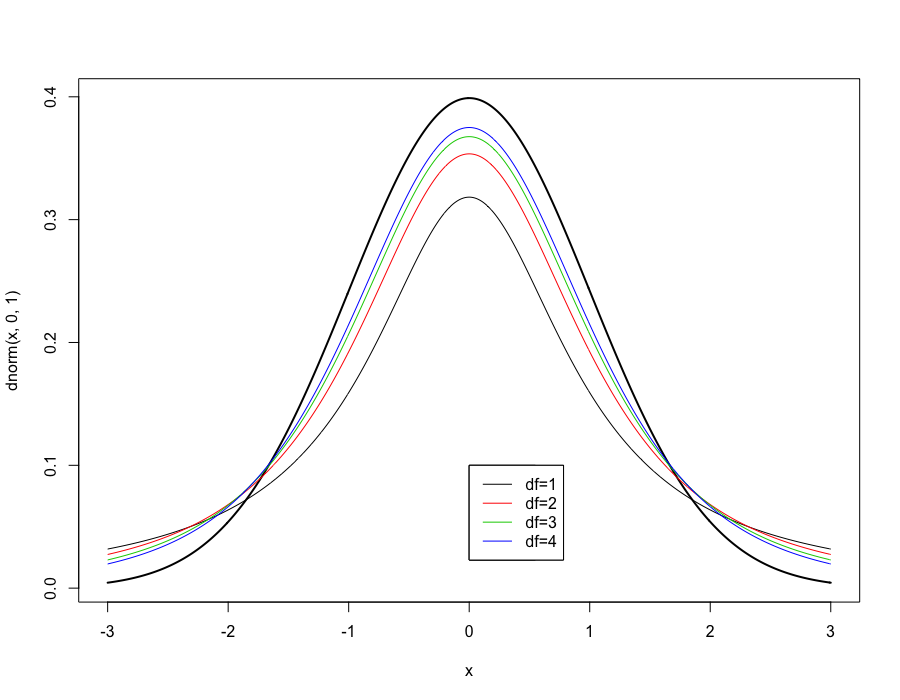 dnorm(x, 0, 1)
0.4
0.3
0.2
0.1
0.0
df=1
df=2
df=3
df=4
-3 -2 -1 0 1 2 3
x